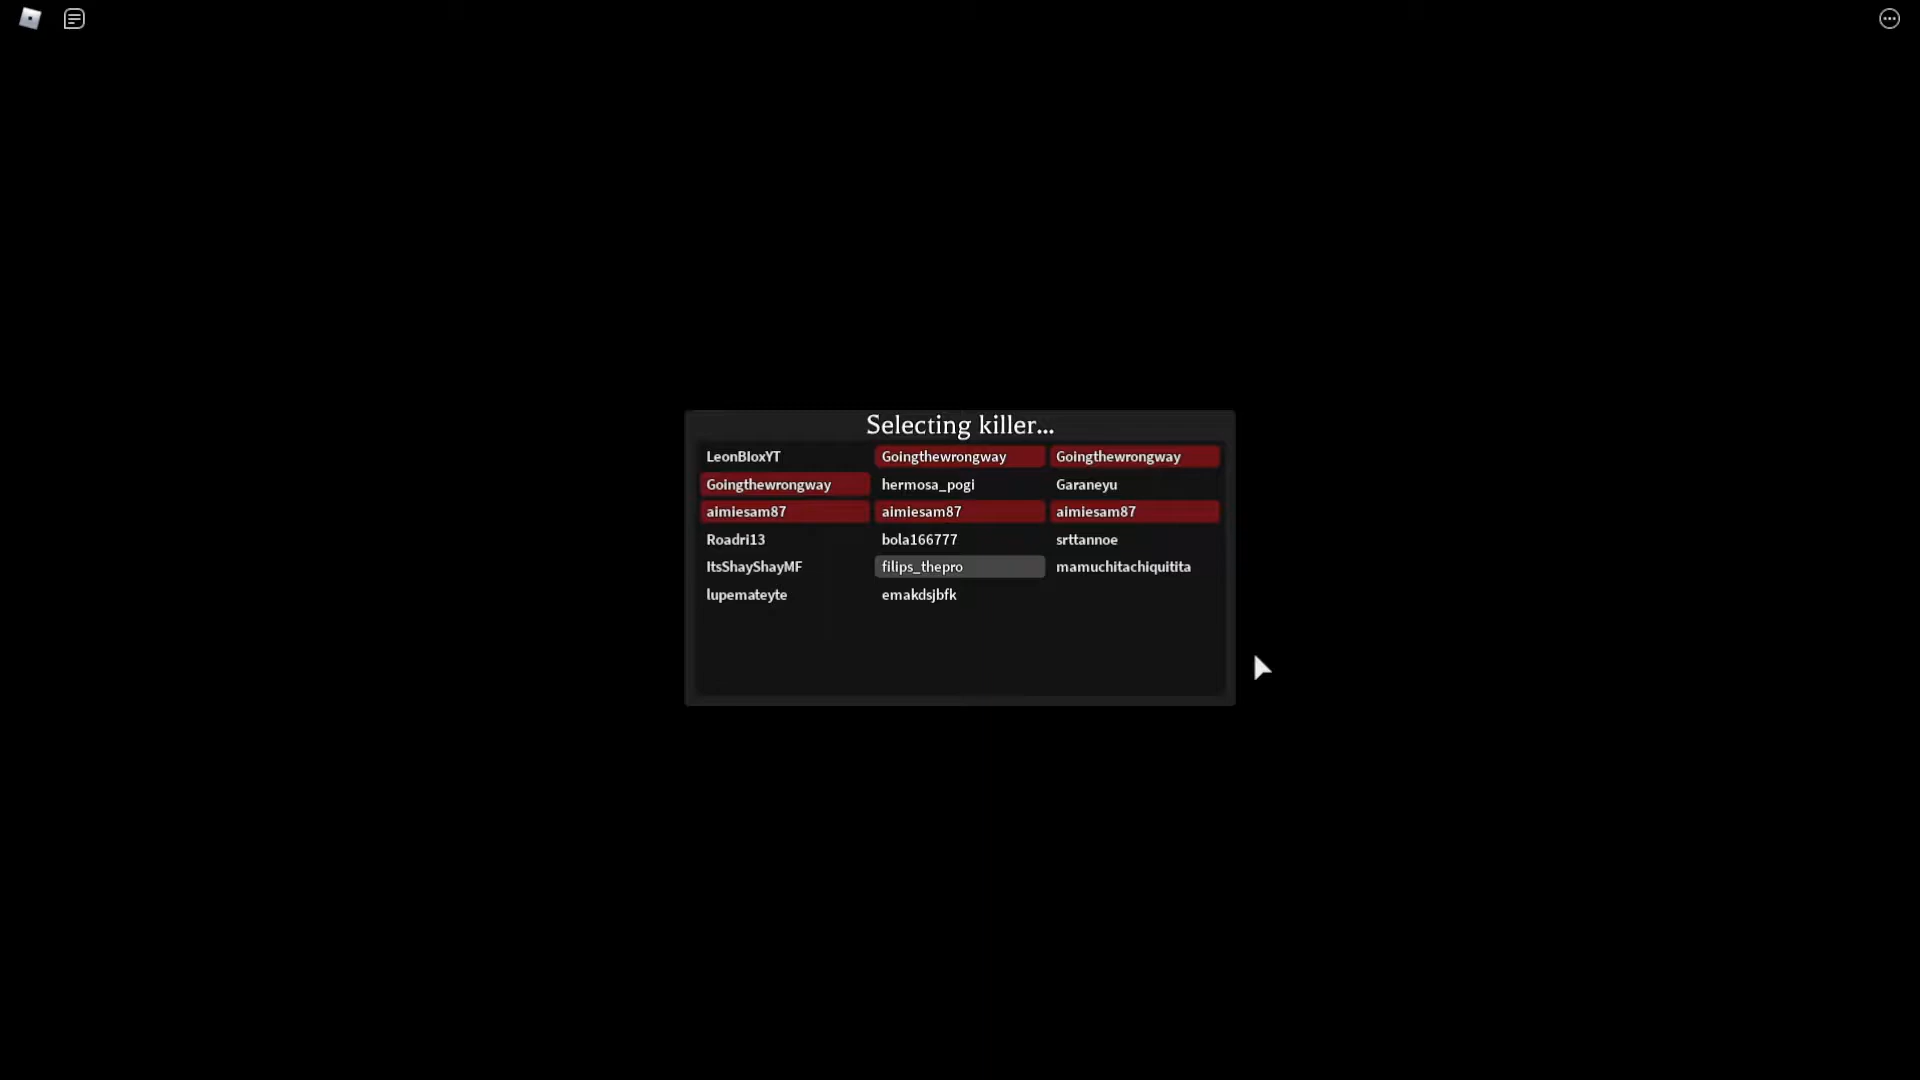 Selecting killer...
LeonBloxYT Goingthewrongway Goingthewrongway
Goingthewrongway hermosa_pogi Garaneyu
aimiesam87 aimiesam87 aimiesam87
Roadri13 bola166777 srttannoe
ItsShayShayMF filips_thepro mamuchitachiquitita
lupemateyte emakdsjbfk